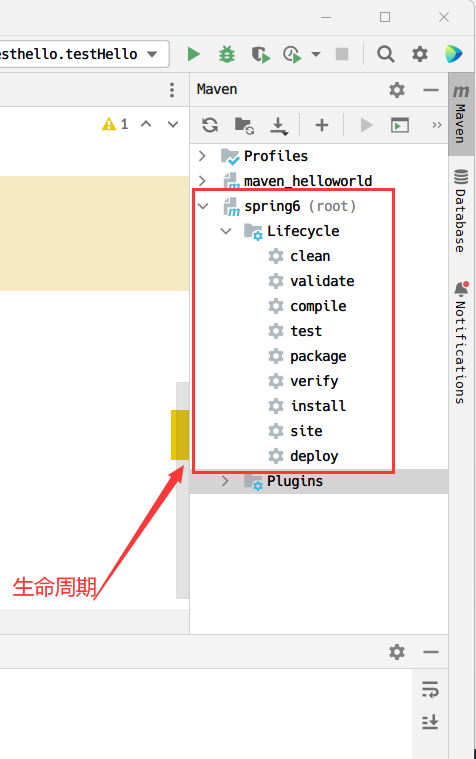 esthello.testHello
Maven
1
Profiles
maven_helloworld
spring6 (root)
Lifecycle
clean
validate
compile
test
package
verify
install
site
deploy
Plugins
生命周期
m
Maven
Database
Notifications